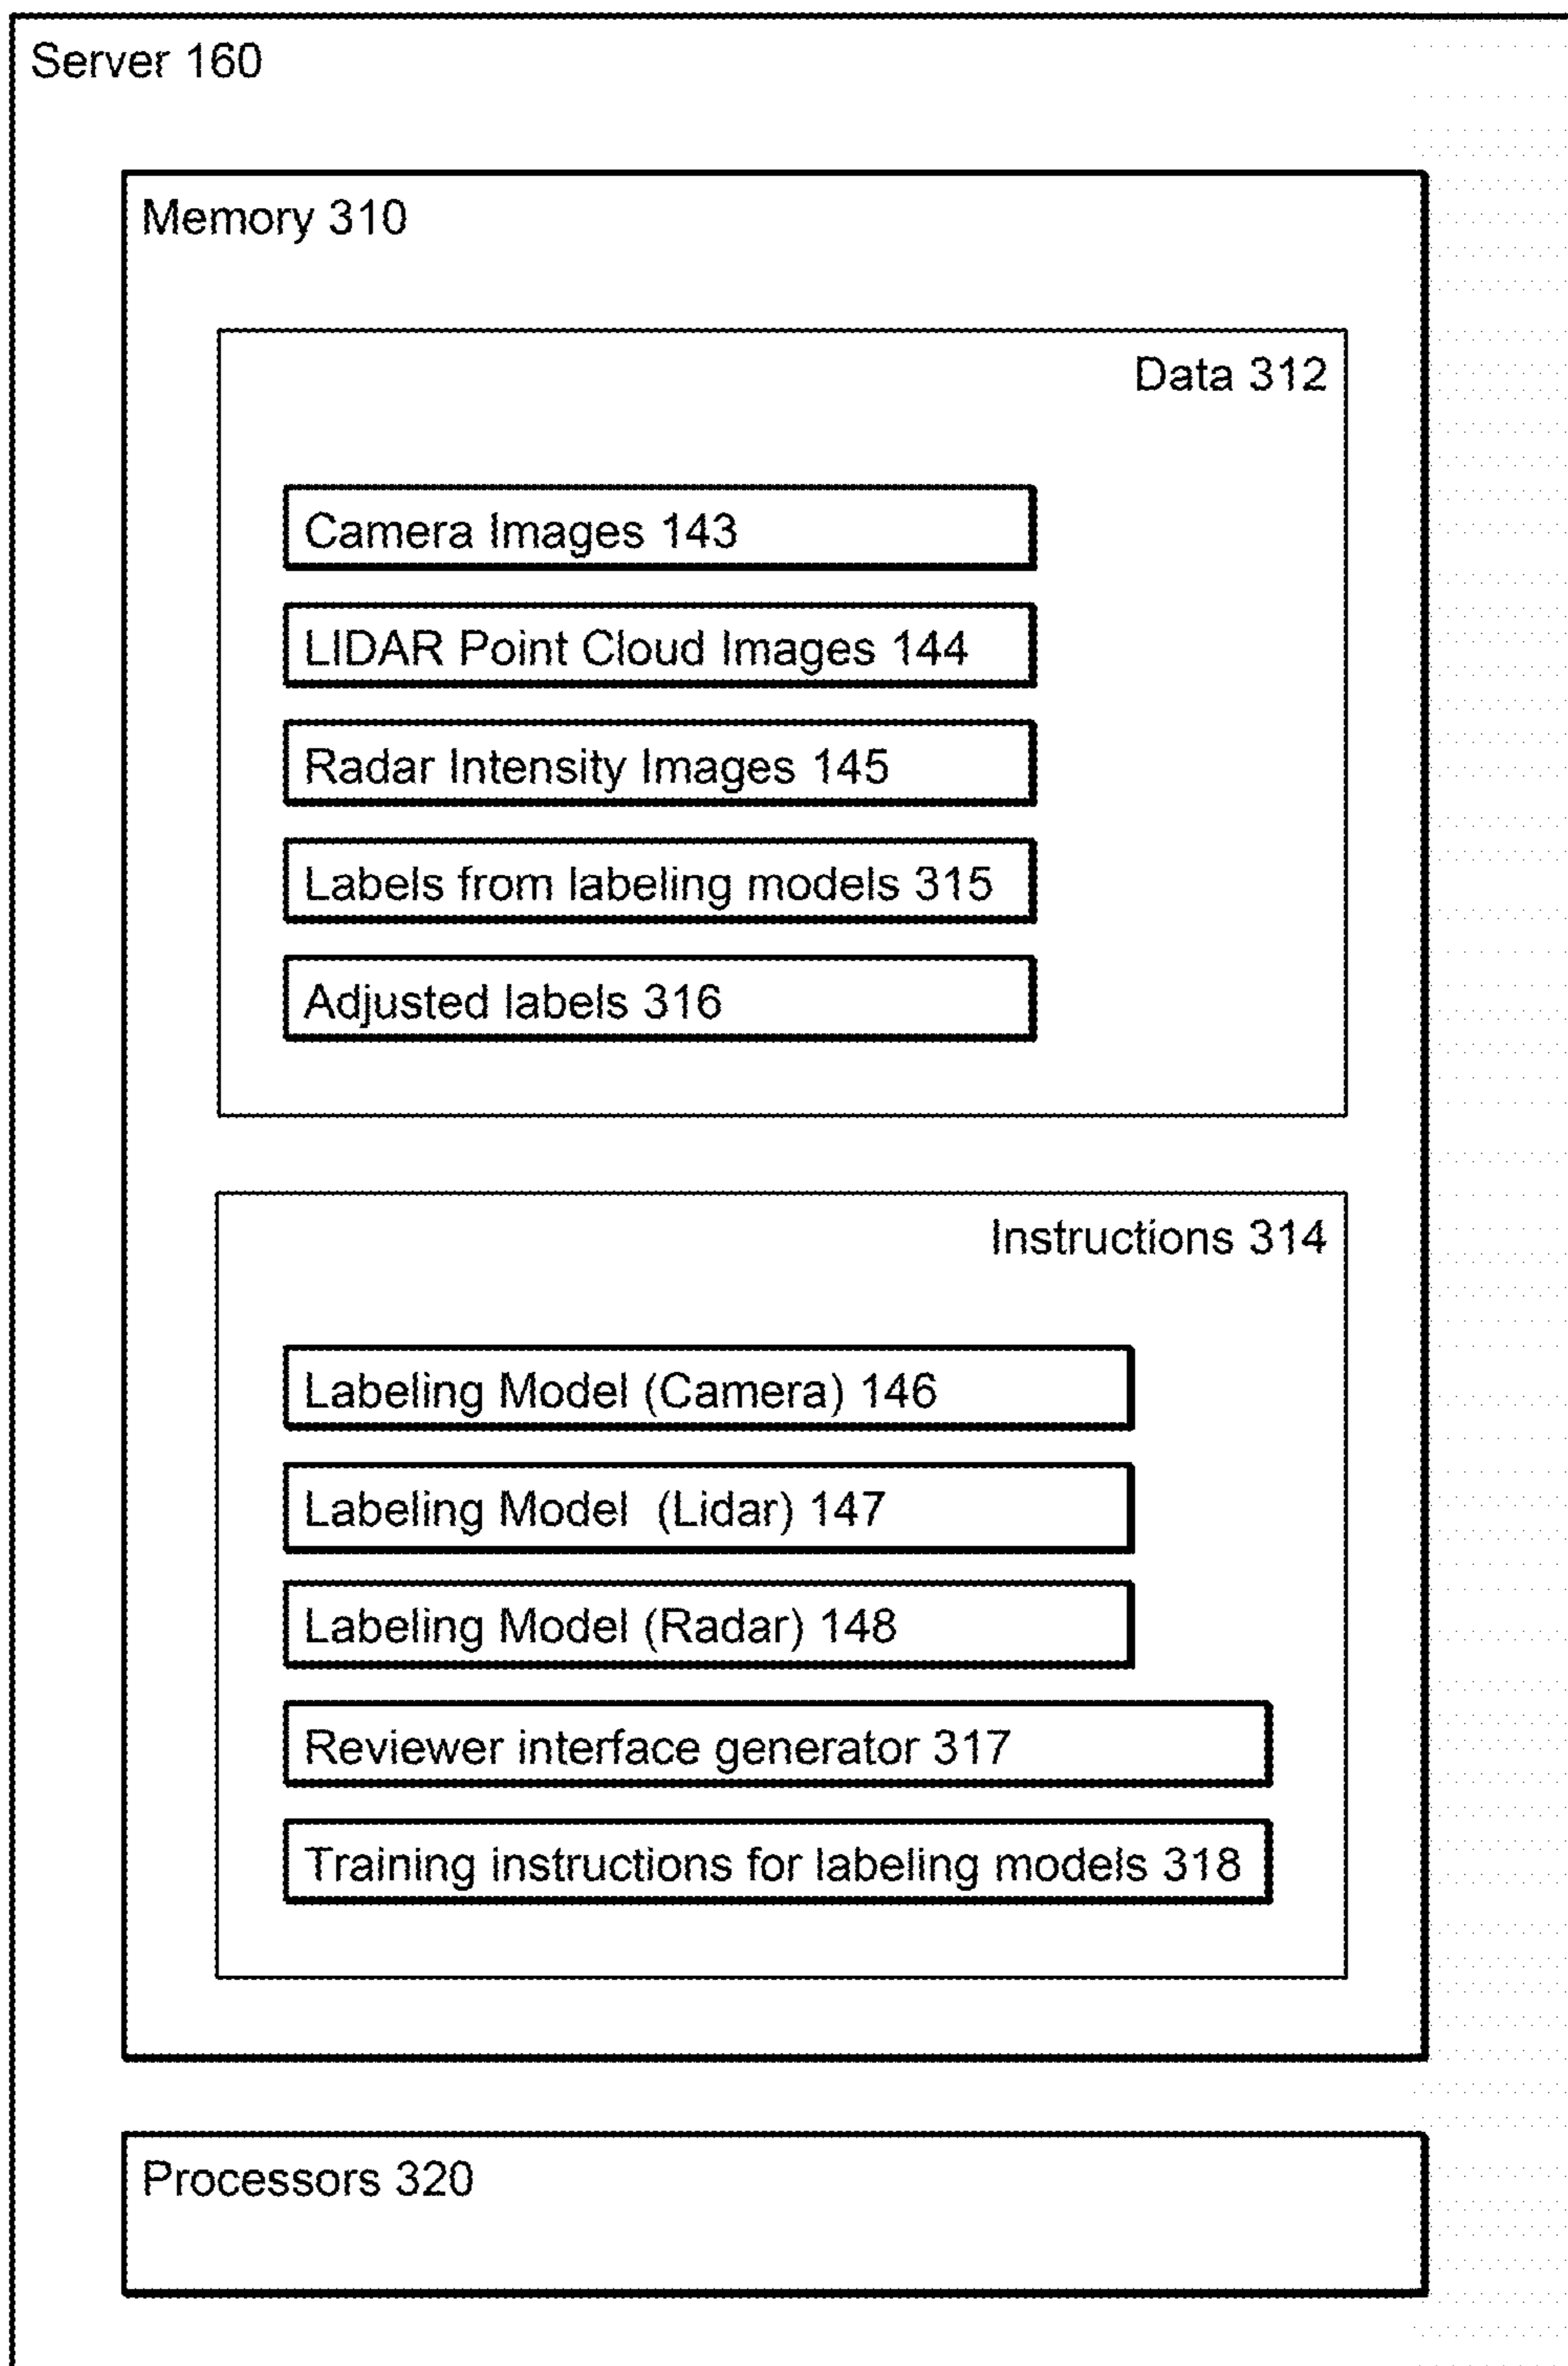 Server 160
Memory 310
Data 312
Camera Images 143
LIDAR Point Cloud Images 144
Radar Intensity Images 145
Labels from labeling models 315
Adjusted labels 316
Instructions 314
Labeling Model (Camera) 146
Labeling Model (Lidar) 147
Labeling Model (Radar) 148
Reviewer interface generator 317
Training instructions for labeling models 318
Processors 320